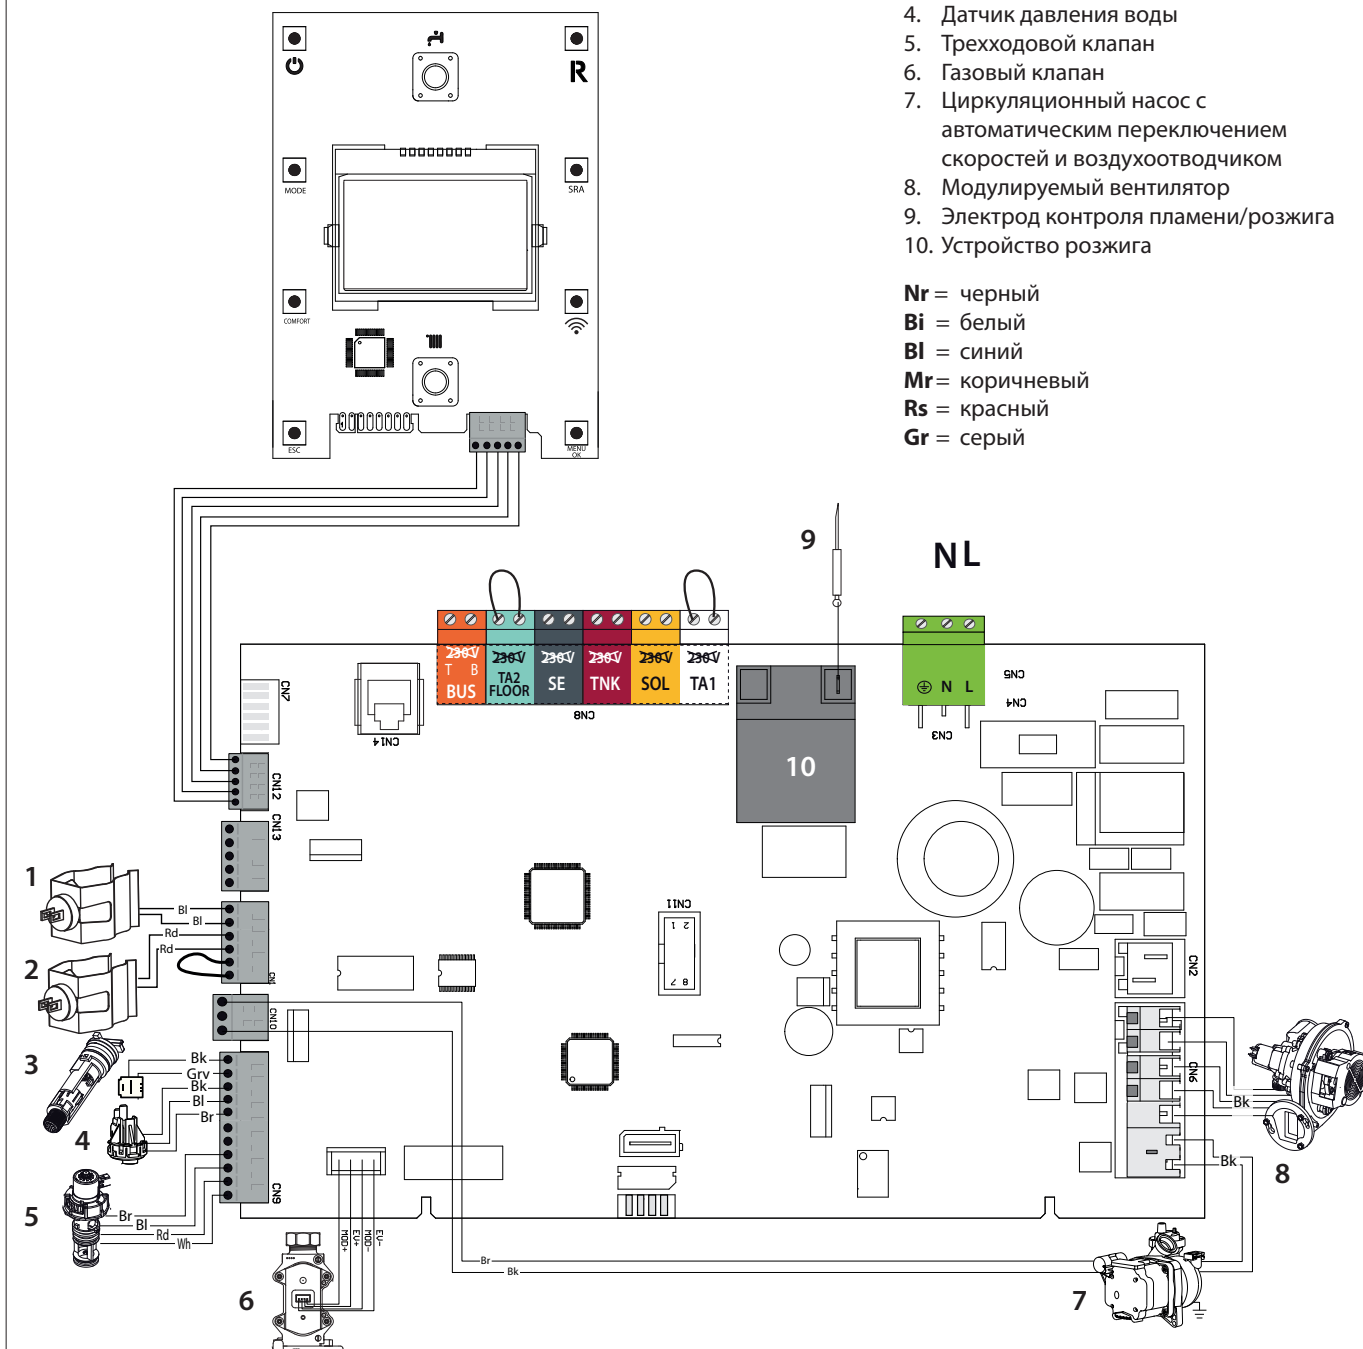 4. Датчик давления воды
5. Трехходовой клапан
6. Газовый клапан
7. Циркуляционный насос с
автоматическим переключением
скоростей и воздухоотводчиком
8. Модулируемый вентилятор
9. Электрод контроля пламени/розжига
10. Устройство розжига
Nr = черный
Bi = белый
Bl = синий
Mr = коричневый
Rs = красный
Gr = серый
R
MODE
SRA
COMFORT
ESC
MENU
OK
9
N L
230V 230V 230V 230V 230V 230V
T B
BUS
TA2
FLOOR
SE
TNK
SOL
TA1
CN8
N L
CN5
CN4
CN3
CN7
CN14
CN12
CN13
10
1
Bl
Bl
Rd
Rd
2
CN1
CN10
CN11
2 1
8 7
CN2
CN6
3
Bk
Grv
Bk
Bl
Br
4
CN9
5
Br
Bl
Rd
Wh
6
MOD+
EV+
MOD-
EV-
Br
Bk
7
Bk
Bk
8